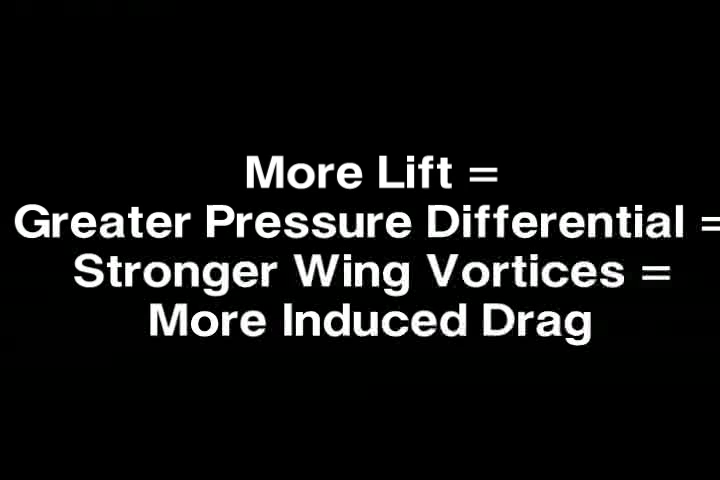 More Lift =
Greater Pressure Differential =
Stronger Wing Vortices =
More Induced Drag